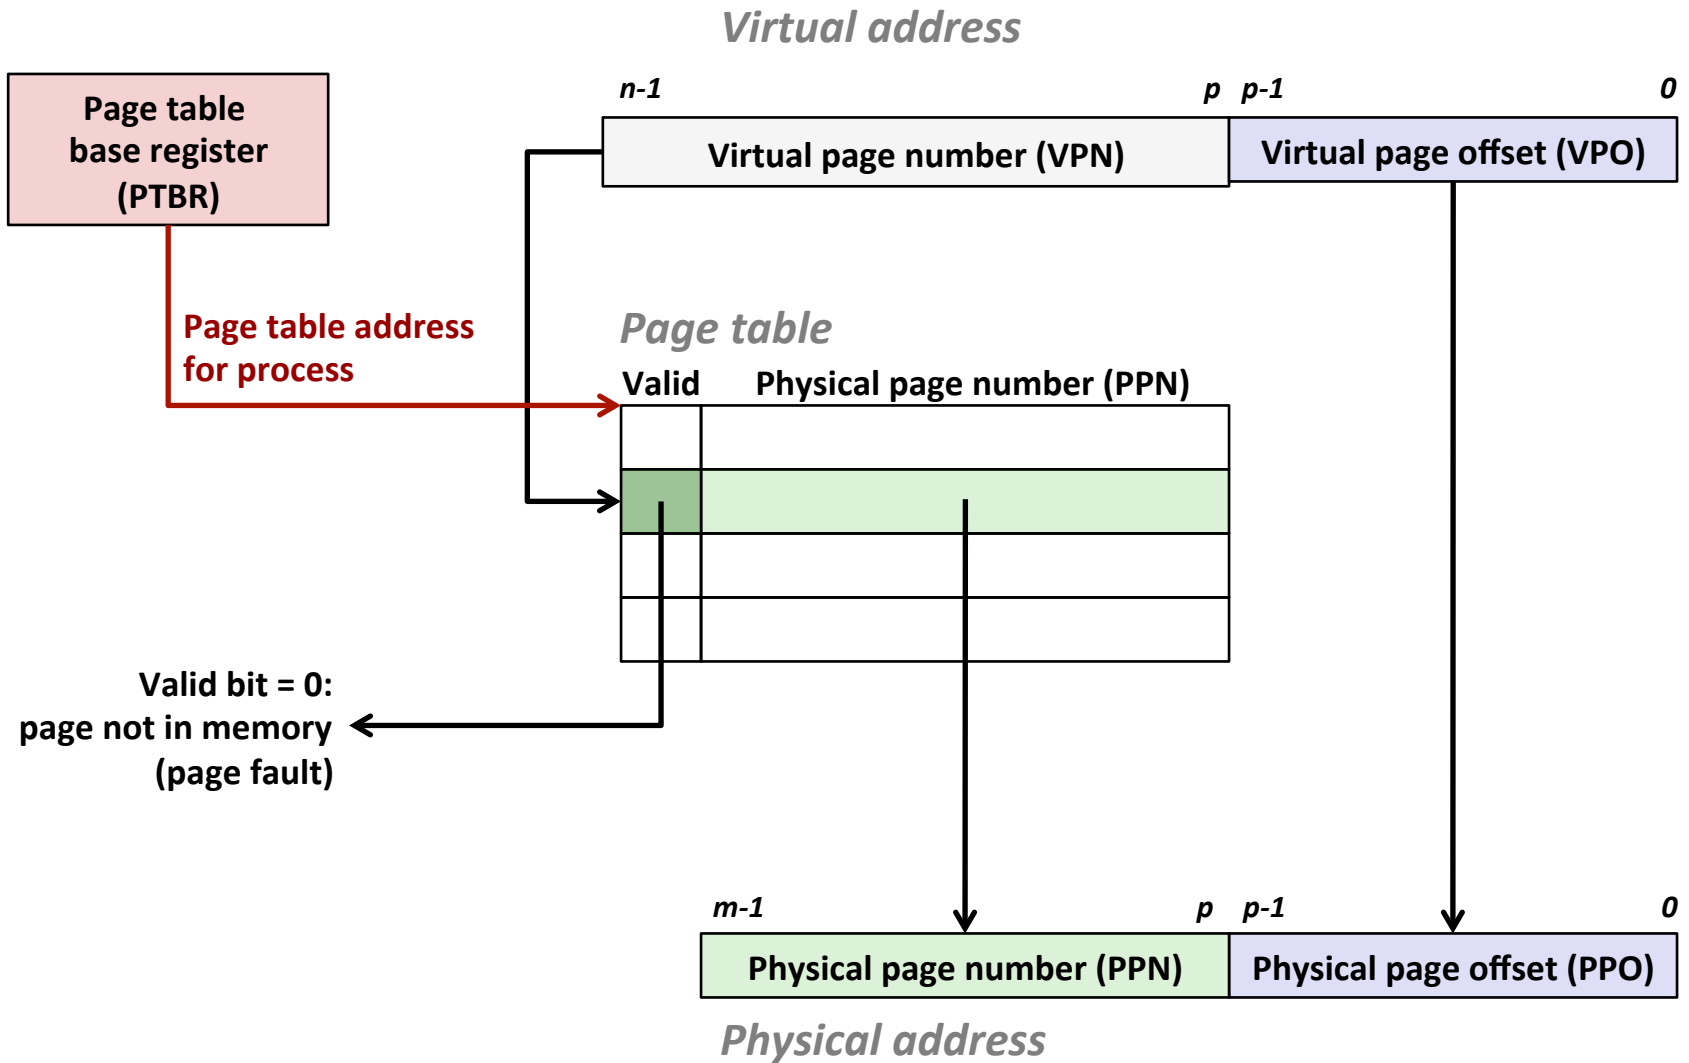 Virtual address
n-1 p p-1 0
Page table
base register
(PTBR)
Virtual page number (VPN) Virtual page offset (VPO)
Page table address
for process
Page table
Valid Physical page number (PPN)
Valid bit = 0:
page not in memory
(page fault)
m-1 p p-1 0
Physical page number (PPN) Physical page offset (PPO)
Physical address